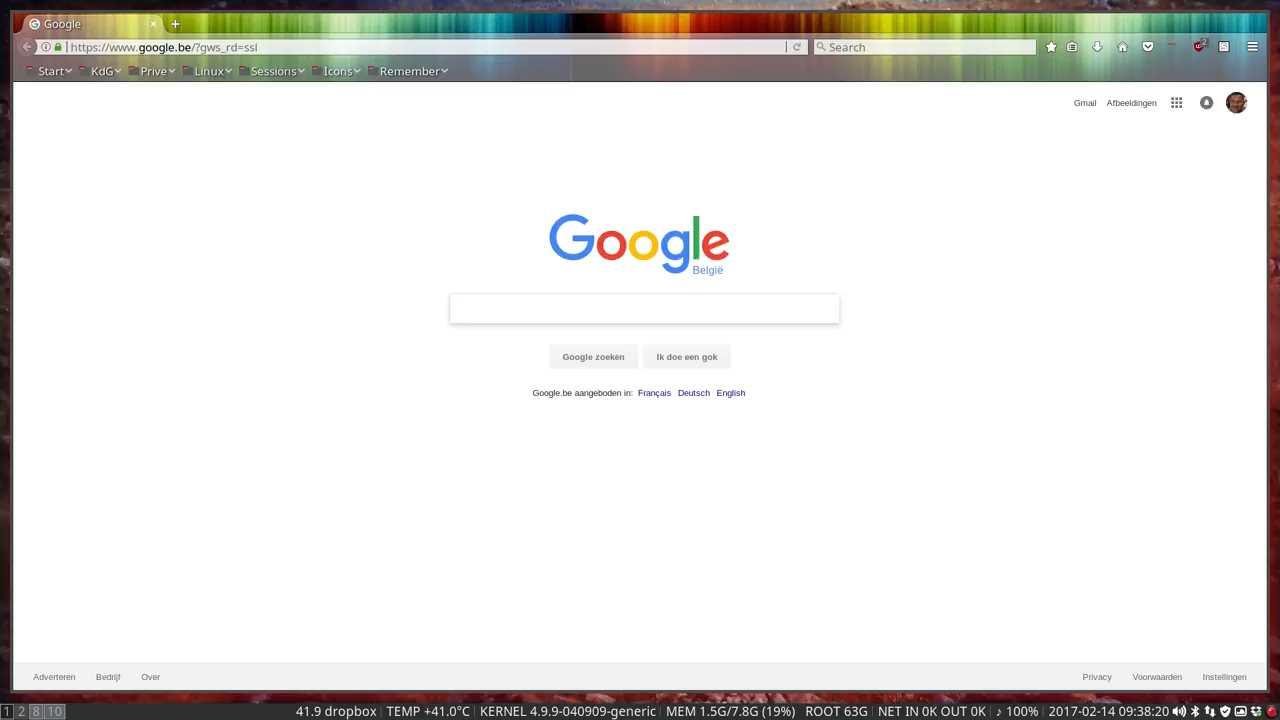 Google
https://www.google.be/?gws_rd=ssl
Search
2
Start KdG Prive Linux Sessions Icons Remember
Gmail Afbeeldingen
Google
België
Google zoeken Ik doe een gok
Google.be aangeboden in: Français Deutsch English
Adverteren Bedrijf Over Privacy Voorwaarden Instellingen
1 2 8 10 41.9 dropbox TEMP +41.0°C KERNEL 4.9.9-040909-generic MEM 1.5G/7.8G (19%) ROOT 63G NET IN 0K OUT 0K ♪ 100% 2017-02-14 09:38:20